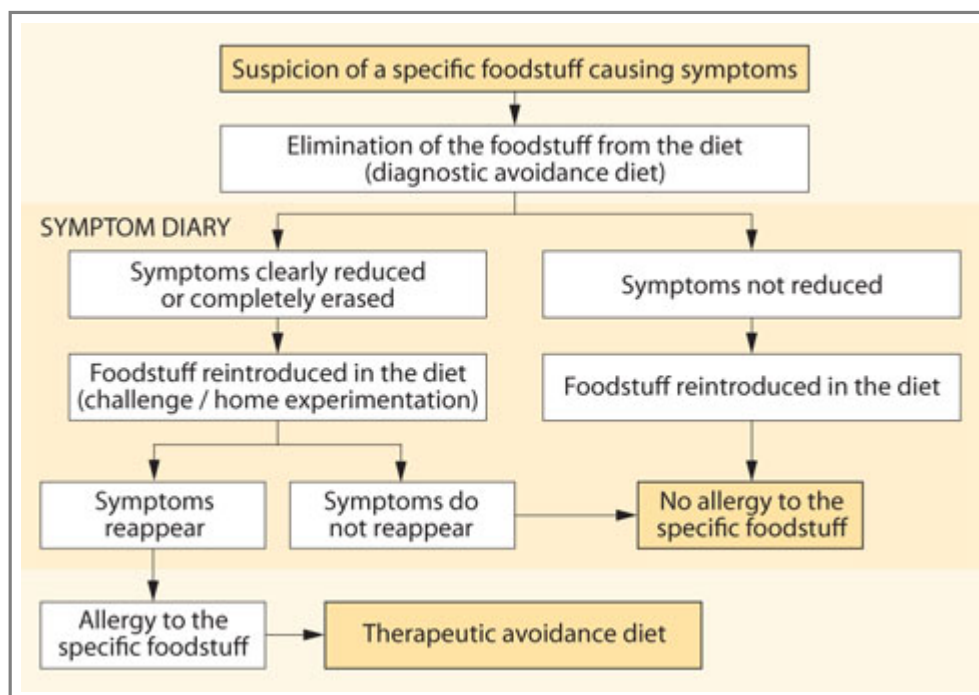 Suspicion of a specific foodstuff causing symptoms
Elimination of the foodstuff from the diet
(diagnostic avoidance diet)
SYMPTOM DIARY
Symptoms clearly reduced
or completely erased
Symptoms not reduced
Foodstuff reintroduced in the diet
(challenge / home experimentation)
Foodstuff reintroduced in the diet
Symptoms
reappear
Symptoms do
not reappear
No allergy to the
specific foodstuff
Allergy to the
specific foodstuff
Therapeutic avoidance diet